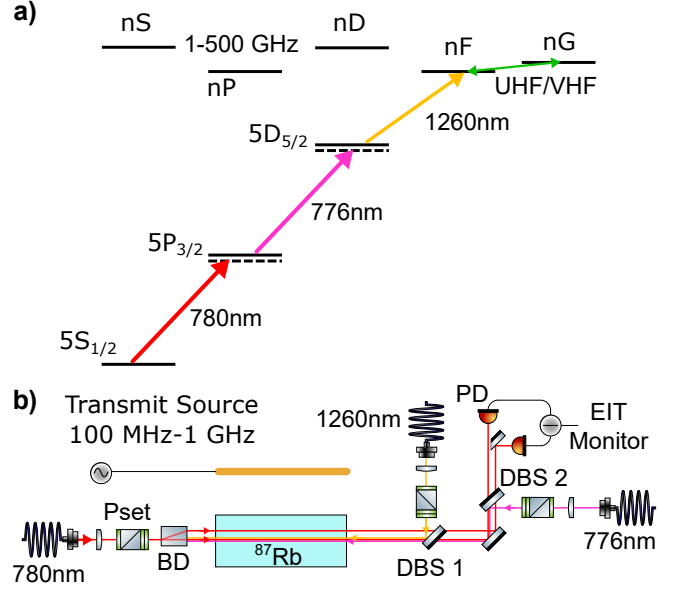 a)
nS
1-500 GHz
nD
nF
nG
nP
UHF/VHF
1260nm
5D5/2
776nm
5P3/2
780nm
5S1/2
b)
Transmit Source
100 MHz-1 GHz
1260nm
PD
EIT
Monitor
DBS 2
Pset
BD
87Rb
DBS 1
780nm
776nm